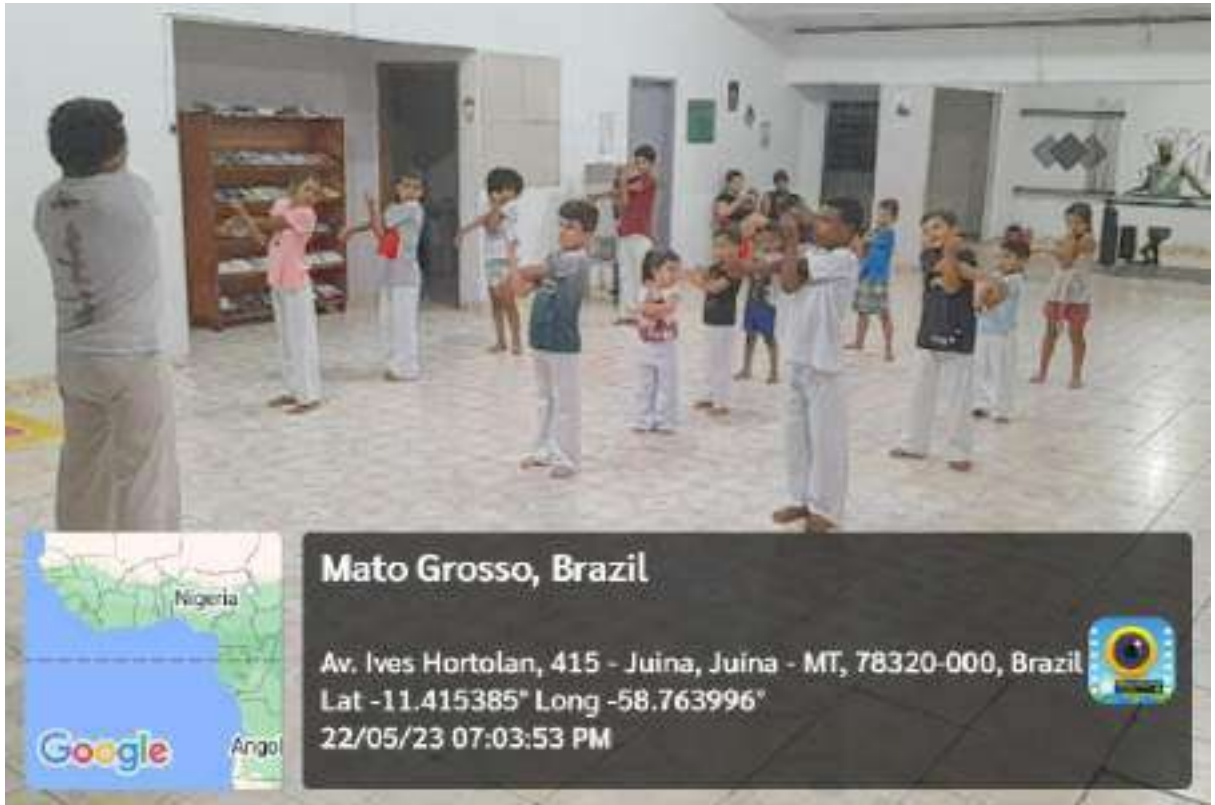 Mato Grosso, Brazil
Av. Ives Hortolan, 415 - Juina, Juína - MT, 78320-000, Brazil
Lat -11.415385° Long -58.763996°
22/05/23 07:03:53 PM
Nigeria
Angol
Google